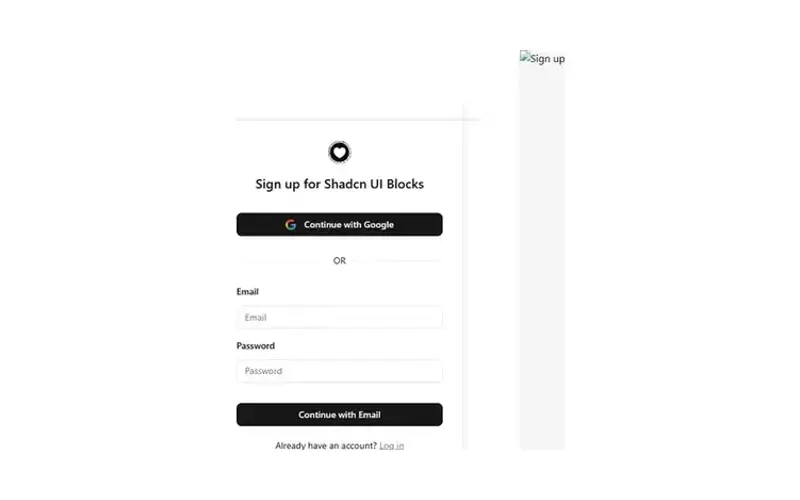 Sign up
Sign up for Shadcn UI Blocks
Continue with Google
OR
Email
Email
Password
Password
Continue with Email
Already have an account? Log in